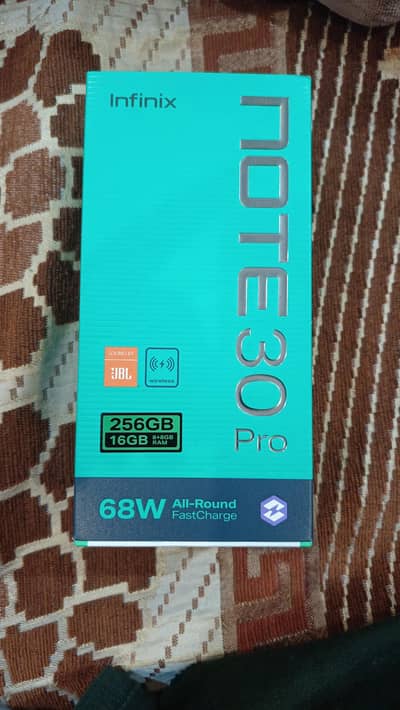 Infinix
NOTE 30
Pro
SOUND BY
JBL
wireless
256GB
16GB 8+8GB
RAM
68W All-Round
FastCharge